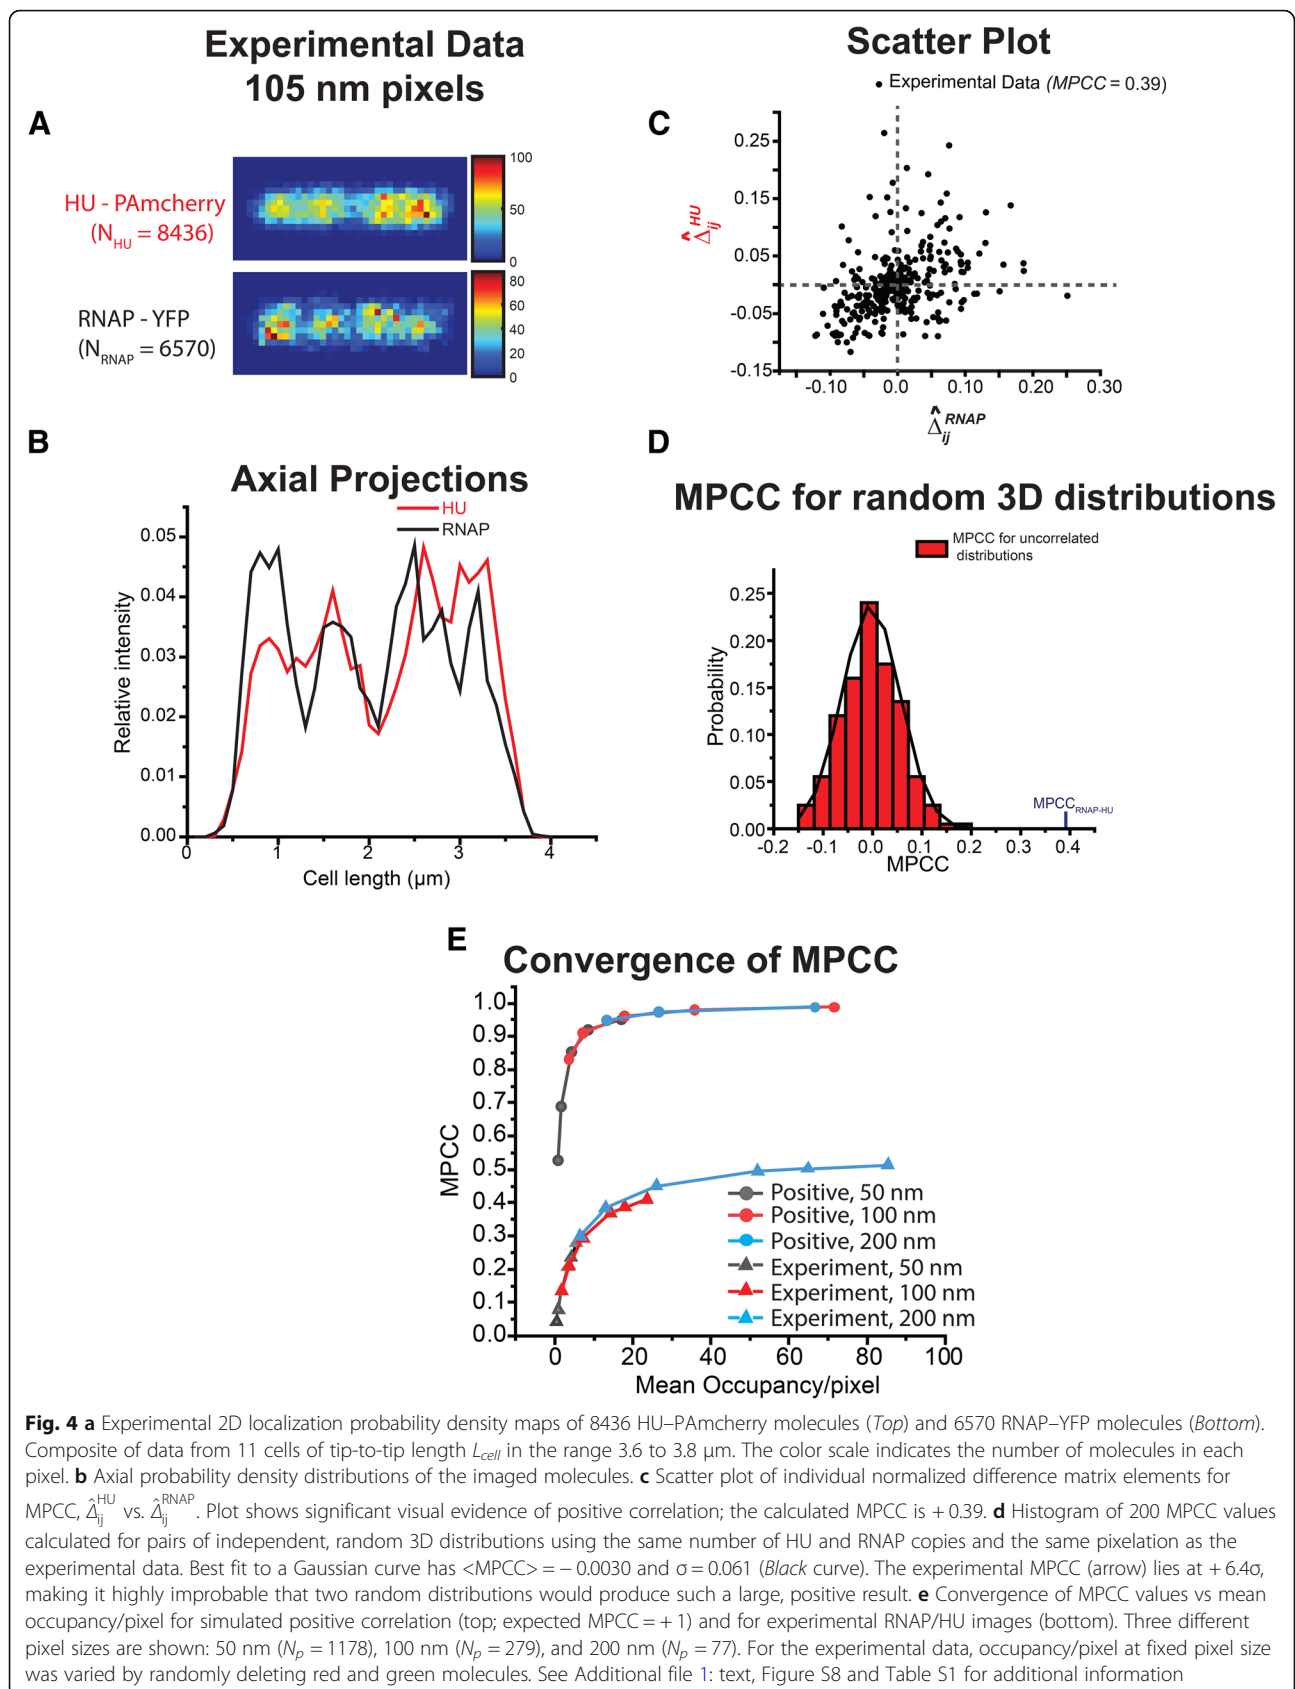 Experimental Data
105 nm pixels
A
HU - PAmcherry
(N_HU = 8436)
100
50
0
RNAP - YFP
(N_RNAP = 6570)
80
60
40
20
0
Scatter Plot
Experimental Data (MPCC = 0.39)
C
0.25
0.15
0.05
-0.05
-0.15
Δ̂_ij^HU
-0.10 0.0 0.10 0.20 0.30
Δ̂_ij^RNAP
B
Axial Projections
HU
RNAP
0.05
0.04
0.03
0.02
0.01
0.00
Relative intensity
0 1 2 3 4
Cell length (µm)
D
MPCC for random 3D distributions
MPCC for uncorrelated
distributions
0.25
0.20
0.15
0.10
0.05
0.00
Probability
MPCC_RNAP-HU
-0.2 -0.1 0.0 0.1 0.2 0.3 0.4
MPCC
E
Convergence of MPCC
1.0
0.9
0.8
0.7
0.6
0.5
0.4
0.3
0.2
0.1
0.0
MPCC
Positive, 50 nm
Positive, 100 nm
Positive, 200 nm
Experiment, 50 nm
Experiment, 100 nm
Experiment, 200 nm
0 20 40 60 80 100
Mean Occupancy/pixel
Fig. 4 a Experimental 2D localization probability density maps of 8436 HU–PAmcherry molecules (Top) and 6570 RNAP–YFP molecules (Bottom).
Composite of data from 11 cells of tip-to-tip length L_cell in the range 3.6 to 3.8 µm. The color scale indicates the number of molecules in each
pixel. b Axial probability density distributions of the imaged molecules. c Scatter plot of individual normalized difference matrix elements for
MPCC, Δ̂_ij^HU vs. Δ̂_ij^RNAP. Plot shows significant visual evidence of positive correlation; the calculated MPCC is + 0.39. d Histogram of 200 MPCC values
calculated for pairs of independent, random 3D distributions using the same number of HU and RNAP copies and the same pixelation as the
experimental data. Best fit to a Gaussian curve has <MPCC> = − 0.0030 and σ = 0.061 (Black curve). The experimental MPCC (arrow) lies at + 6.4σ,
making it highly improbable that two random distributions would produce such a large, positive result. e Convergence of MPCC values vs mean
occupancy/pixel for simulated positive correlation (top; expected MPCC = + 1) and for experimental RNAP/HU images (bottom). Three different
pixel sizes are shown: 50 nm (N_p = 1178), 100 nm (N_p = 279), and 200 nm (N_p = 77). For the experimental data, occupancy/pixel at fixed pixel size
was varied by randomly deleting red and green molecules. See Additional file 1: text, Figure S8 and Table S1 for additional information